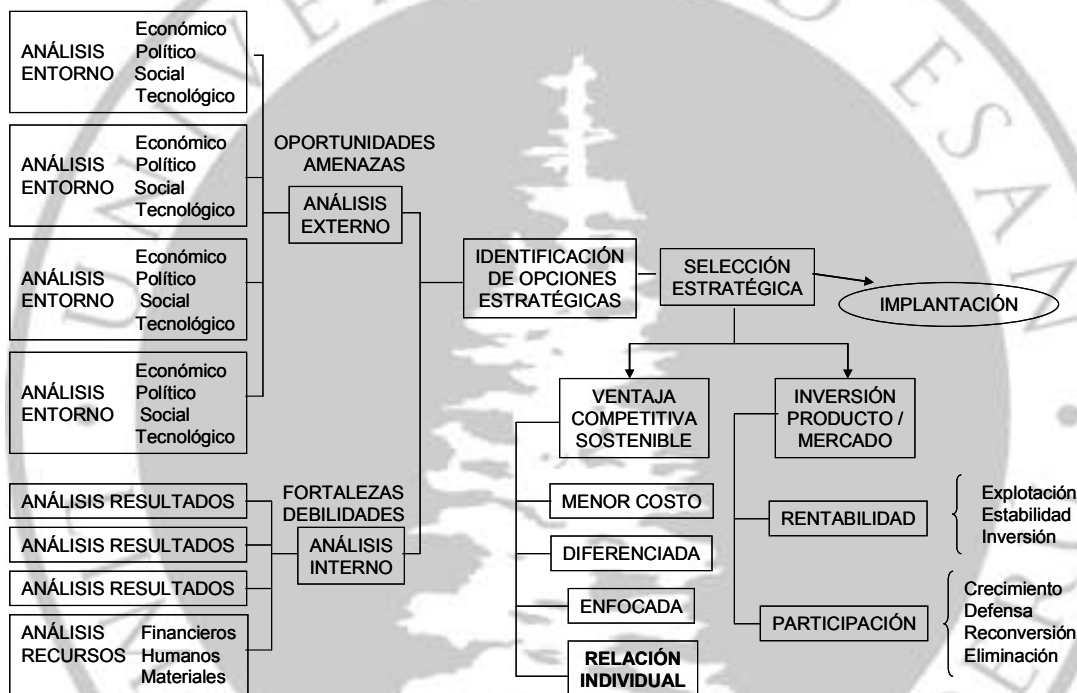 ANÁLISIS
ENTORNO
Económico
Político
Social
Tecnológico
ANÁLISIS
ENTORNO
Económico
Político
Social
Tecnológico
ANÁLISIS
ENTORNO
Económico
Político
Social
Tecnológico
ANÁLISIS
ENTORNO
Económico
Político
Social
Tecnológico
OPORTUNIDADES
AMENAZAS
ANÁLISIS
EXTERNO
ANÁLISIS RESULTADOS
ANÁLISIS RESULTADOS
ANÁLISIS RESULTADOS
ANÁLISIS
RECURSOS
Financieros
Humanos
Materiales
FORTALEZAS
DEBILIDADES
ANÁLISIS
INTERNO
IDENTIFICACIÓN
DE OPCIONES
ESTRATÉGICAS
SELECCIÓN
ESTRATÉGICA
IMPLANTACIÓN
VENTAJA
COMPETITIVA
SOSTENIBLE
MENOR COSTO
DIFERENCIADA
ENFOCADA
RELACIÓN
INDIVIDUAL
INVERSIÓN
PRODUCTO /
MERCADO
RENTABILIDAD
Explotación
Estabilidad
Inversión
PARTICIPACIÓN
Crecimiento
Defensa
Reconversión
Eliminación